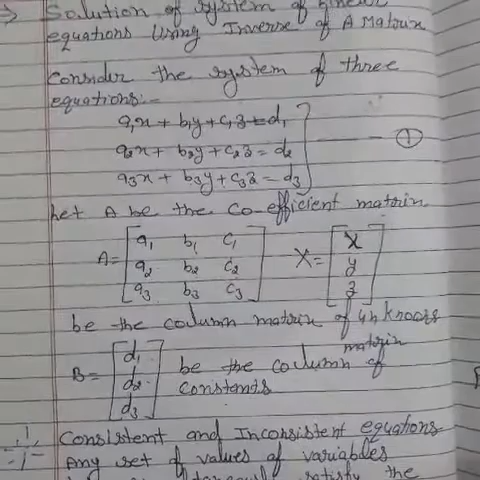 ⇒ Solution of System of Linear
equations Using Inverse of A Matrix
Consider the system of three
equations:-
a₁x + b₁y + c₁z = d₁
a₂x + b₂y + c₂z = d₂ — ①
a₃x + b₃y + c₃z = d₃
Let A be the Co-efficient matrix
A = [a₁ b₁ c₁ X = [x
a₂ b₂ c₂ y
a₃ b₃ c₃] z]
be the column matrix of
B = [d₁ be the column matrix of
d₂ constants
d₃]
Consistent and Inconsistent equations
Any set of values of variables
satisfy the